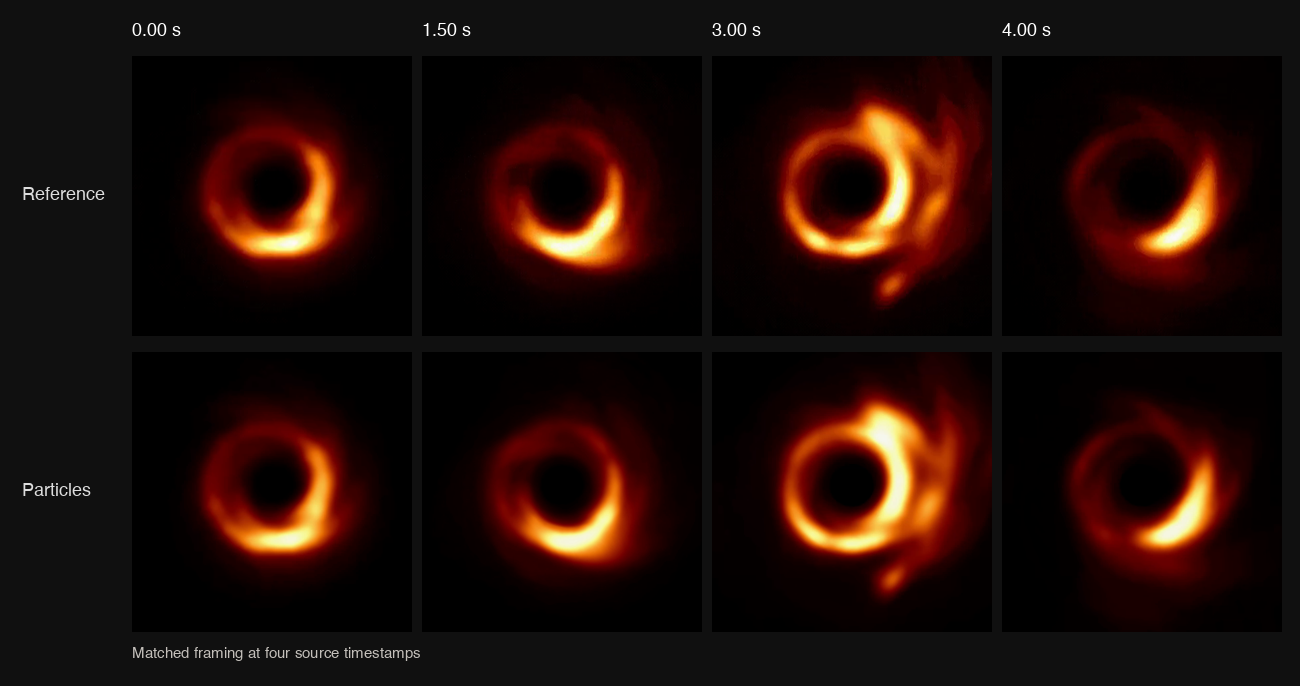 0.00 s 1.50 s 3.00 s 4.00 s
Reference
Particles
Matched framing at four source timestamps